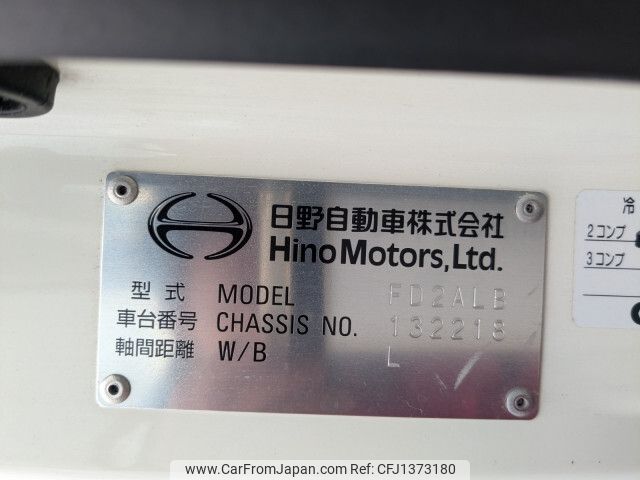 日野自動車株式会社
Hino Motors, Ltd.
型式 MODEL FD2ALB
車台番号 CHASSIS NO. 132218
軸間距離 W/B L
冷
2コンプ
3コンプ
www.CarFromJapan.com | CarFromJapan - CFJ1373180